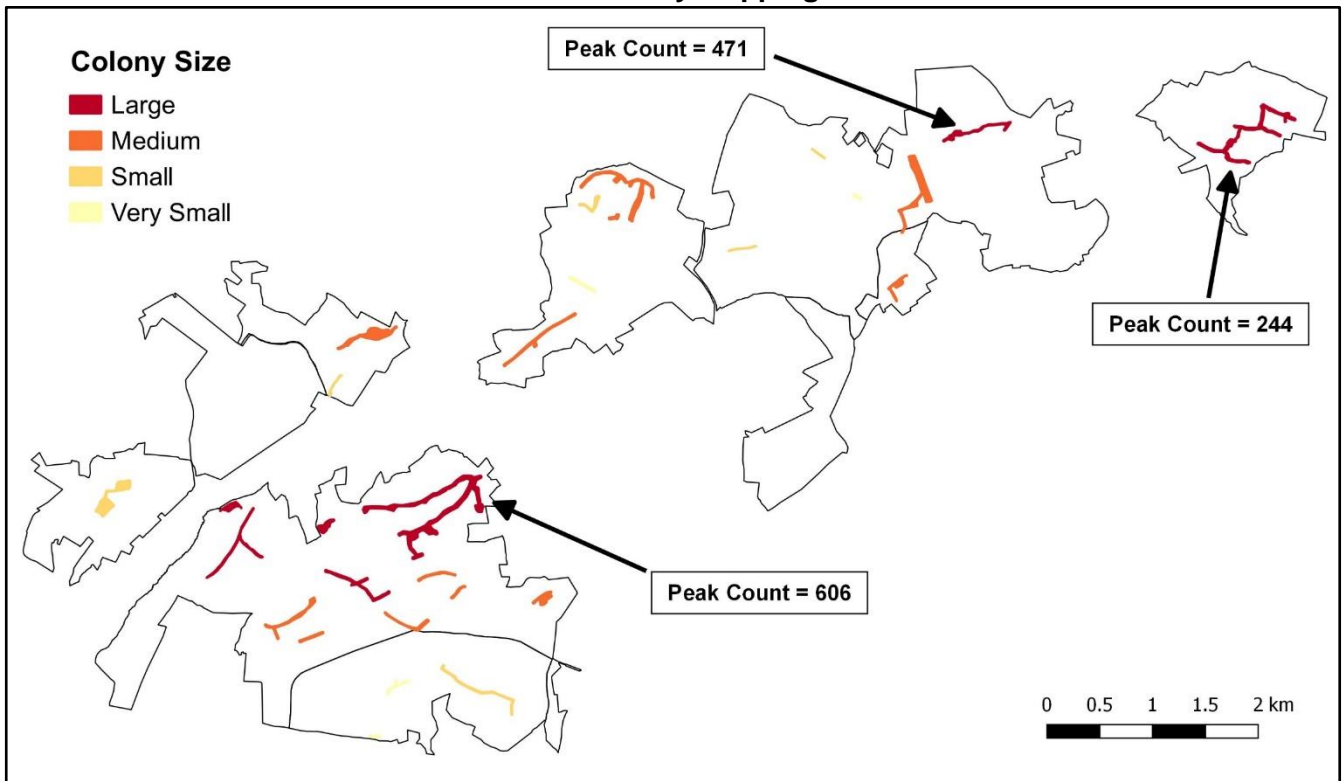 Colony Size
Large
Medium
Small
Very Small
Peak Count = 471
Peak Count = 244
Peak Count = 606
0 0.5 1 1.5 2 km